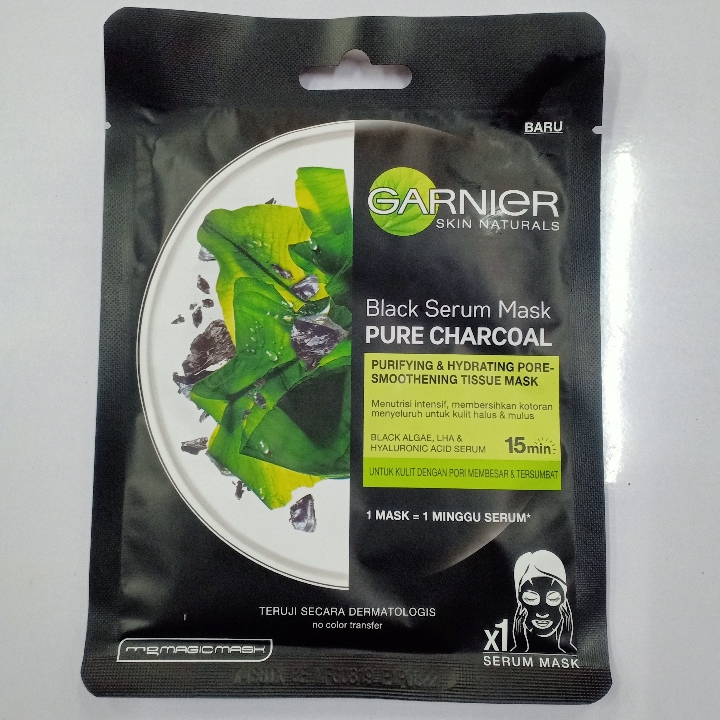 BARU
GARNIER
SKIN NATURALS
Black Serum Mask
PURE CHARCOAL
PURIFYING & HYDRATING PORE-
SMOOTHENING TISSUE MASK
Menutrisi intensif, membersihkan kotoran
menyeluruh untuk kulit halus & mulus
BLACK ALGAE, LHA &
HYALURONIC ACID SERUM
15min
UNTUK KULIT DENGAN PORI MEMBESAR & TERSUMBAT
1 MASK = 1 MINGGU SERUM*
TERUJI SECARA DERMATOLOGIS
no color transfer
MAGIC MASK
x1
SERUM MASK